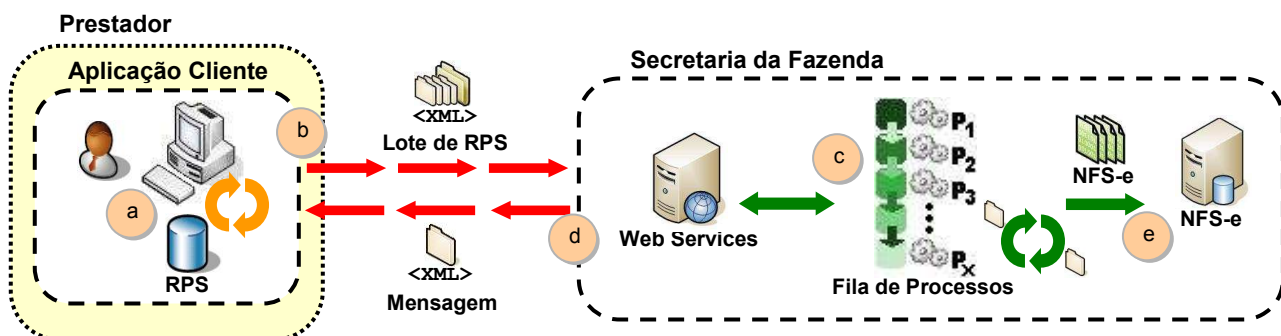 Prestador
Aplicação Cliente
a
RPS
b
<XML>
Lote de RPS
<XML>
Mensagem
d
Secretaria da Fazenda
Web Services
c
P1
P2
P3
Px
Fila de Processos
NFS-e
e
NFS-e